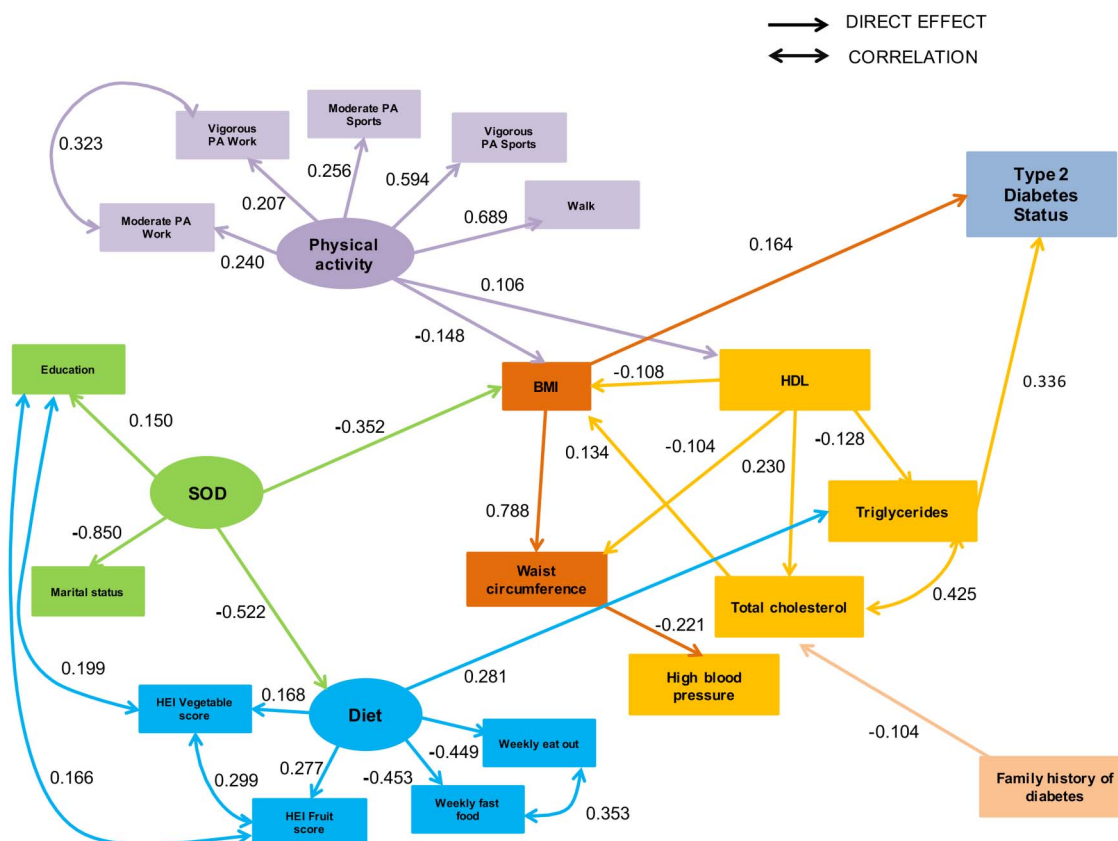 DIRECT EFFECT
CORRELATION
Moderate PA
Sports
Vigorous
PA Work
Vigorous
PA Sports
0.323
0.256
0.594
Type 2
Diabetes
Status
0.207
Walk
0.689
Moderate PA
Work
Physical
activity
0.240
0.164
0.106
-0.148
Education
BMI
-0.108
HDL
0.336
0.150
-0.352
0.134
-0.104
-0.128
0.230
SOD
Triglycerides
0.788
-0.850
Waist
circumference
Marital status
Total cholesterol
0.425
-0.522
-0.221
0.199
0.281
High blood
pressure
HEI Vegetable
score
0.168
Diet
-0.104
Weekly eat out
-0.449
0.166
0.299
0.277
-0.453
Weekly fast
food
0.353
HEI Fruit
score
Family history of
diabetes